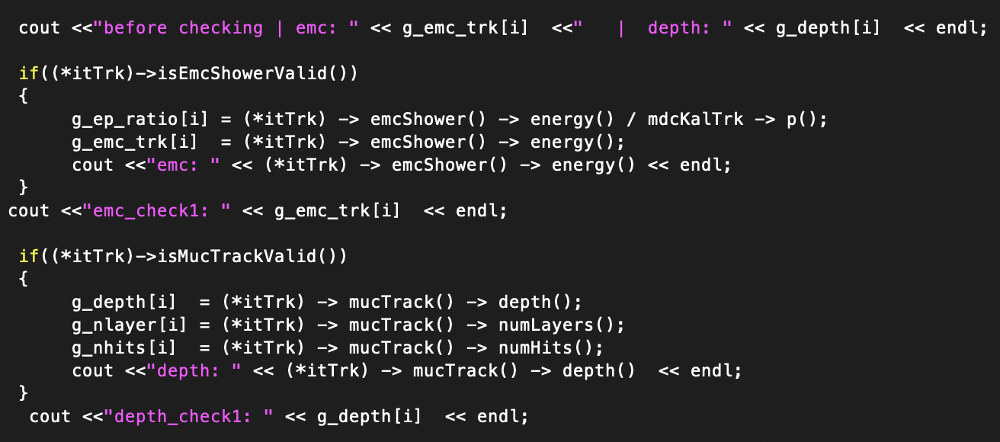 cout <<"before checking | emc: " << g_emc_trk[i]  <<"   |  depth: " << g_depth[i]  << endl;
if((*itTrk)->isEmcShowerValid())
{
g_ep_ratio[i] = (*itTrk) -> emcShower() -> energy() / mdcKalTrk -> p();
g_emc_trk[i]  = (*itTrk) -> emcShower() -> energy();
cout <<"emc: " << (*itTrk) -> emcShower() -> energy() << endl;
}
cout <<"emc_check1: " << g_emc_trk[i]  << endl;
if((*itTrk)->isMucTrackValid())
{
g_depth[i]  = (*itTrk) -> mucTrack() -> depth();
g_nlayer[i] = (*itTrk) -> mucTrack() -> numLayers();
g_nhits[i]  = (*itTrk) -> mucTrack() -> numHits();
cout <<"depth: " << (*itTrk) -> mucTrack() -> depth()  << endl;
}
cout <<"depth_check1: " << g_depth[i]  << endl;